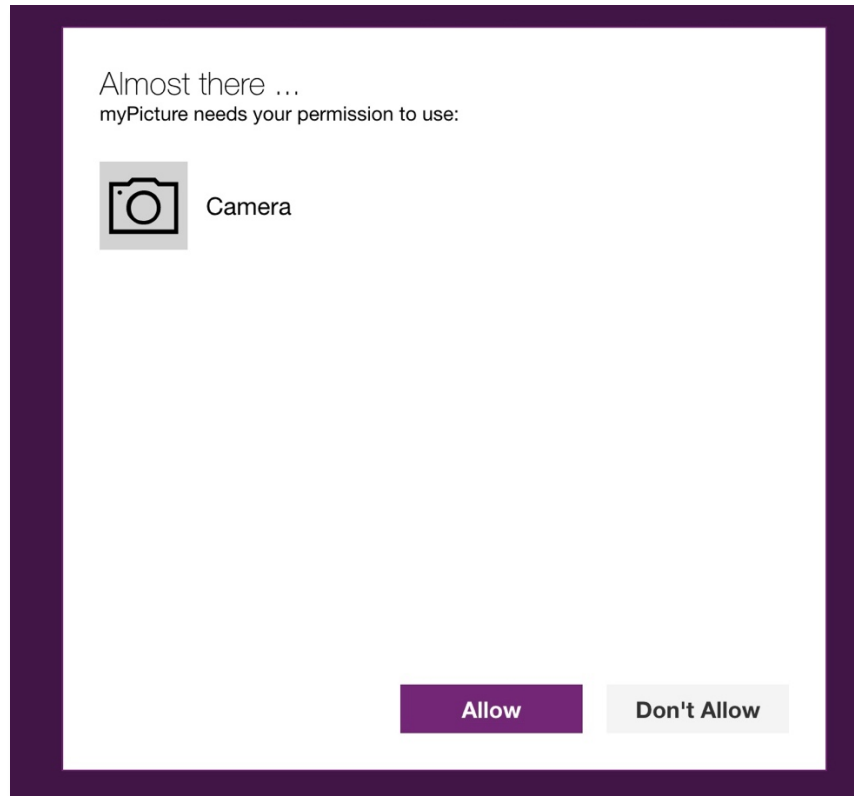 Almost there ...
myPicture needs your permission to use:
Camera
Allow
Don't Allow